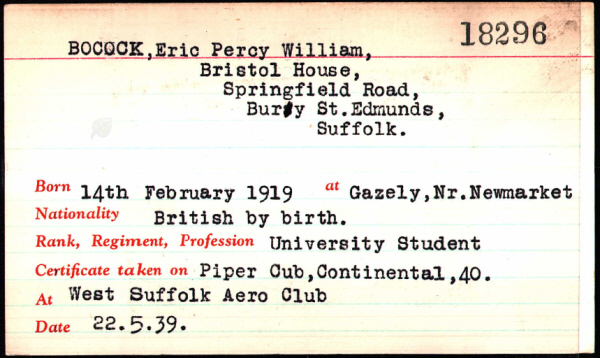 18296
BOCOCK,Eric Percy William,
Bristol House,
Springfield Road,
Bury St.Edmunds,
Suffolk.
Born 14th February 1919 at Gazely,Nr.Newmarket
Nationality British by birth.
Rank, Regiment, Profession University Student
Certificate taken on Piper Cub,Continental,40.
At West Suffolk Aero Club
Date 22.5.39.